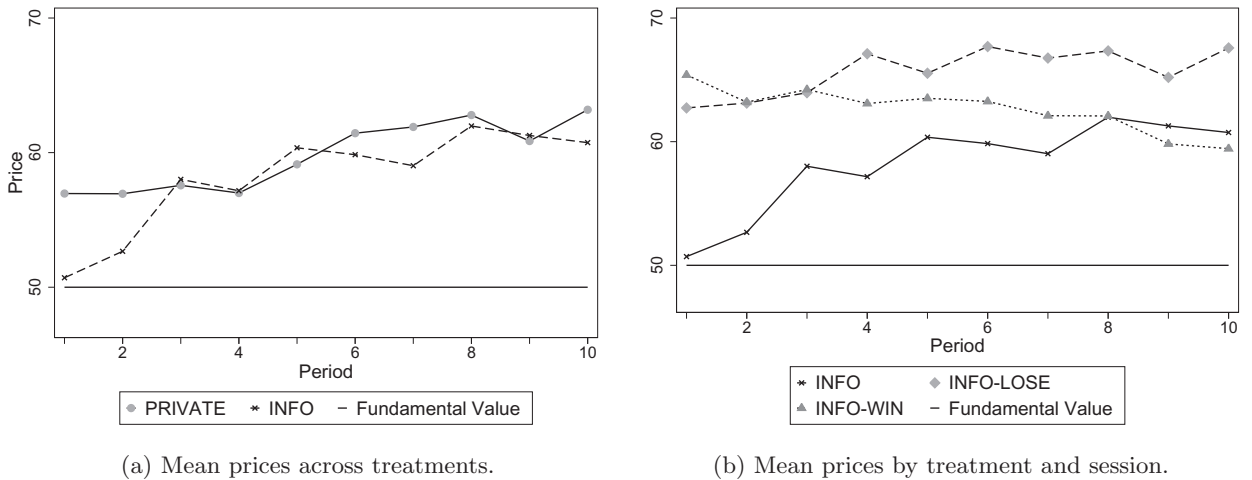 70
60
50
Price
2 4 6 8 10
Period
PRIVATE INFO Fundamental Value
(a) Mean prices across treatments.
70
60
50
2 4 6 8 10
Period
INFO INFO-LOSE
INFO-WIN Fundamental Value
(b) Mean prices by treatment and session.